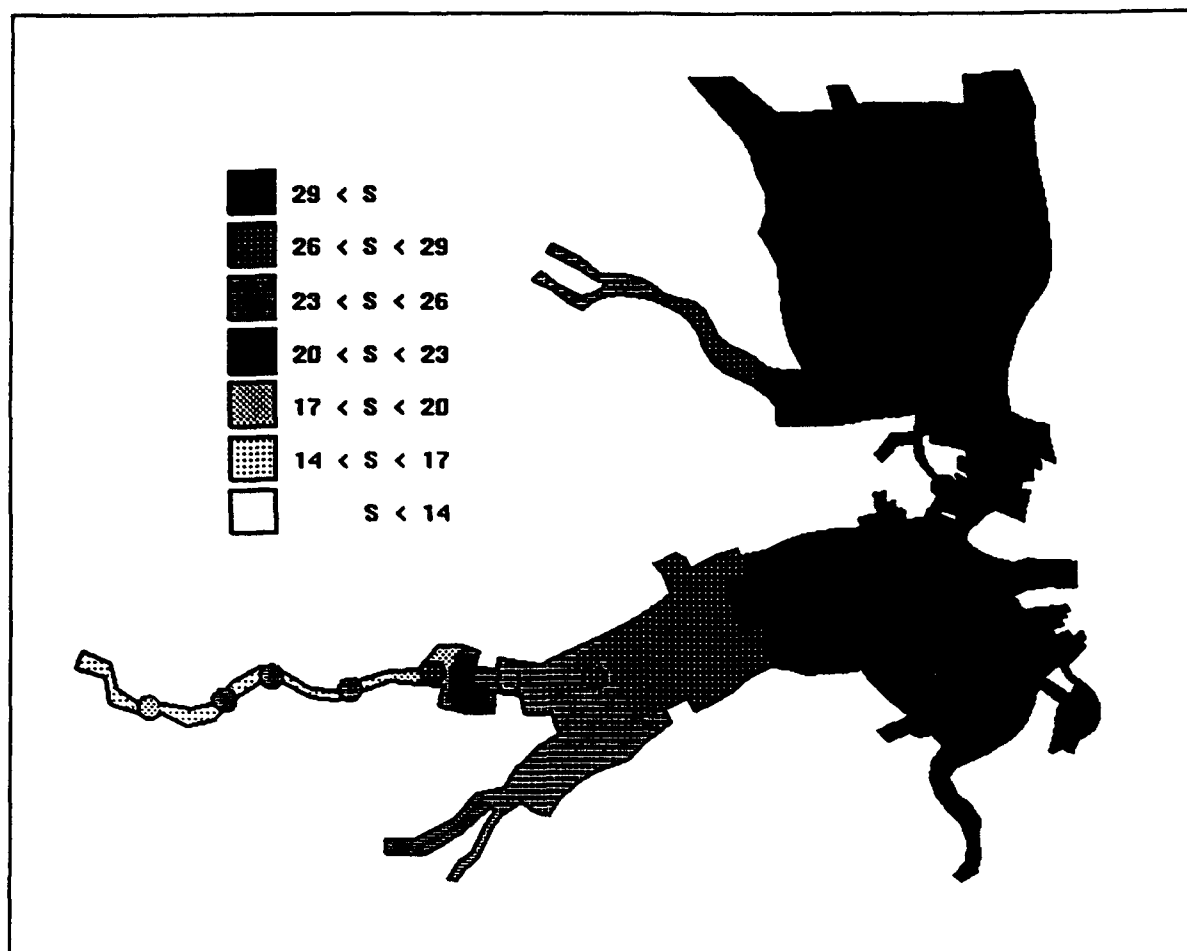 29 < S
26 < S < 29
23 < S < 26
20 < S < 23
17 < S < 20
14 < S < 17
S < 14